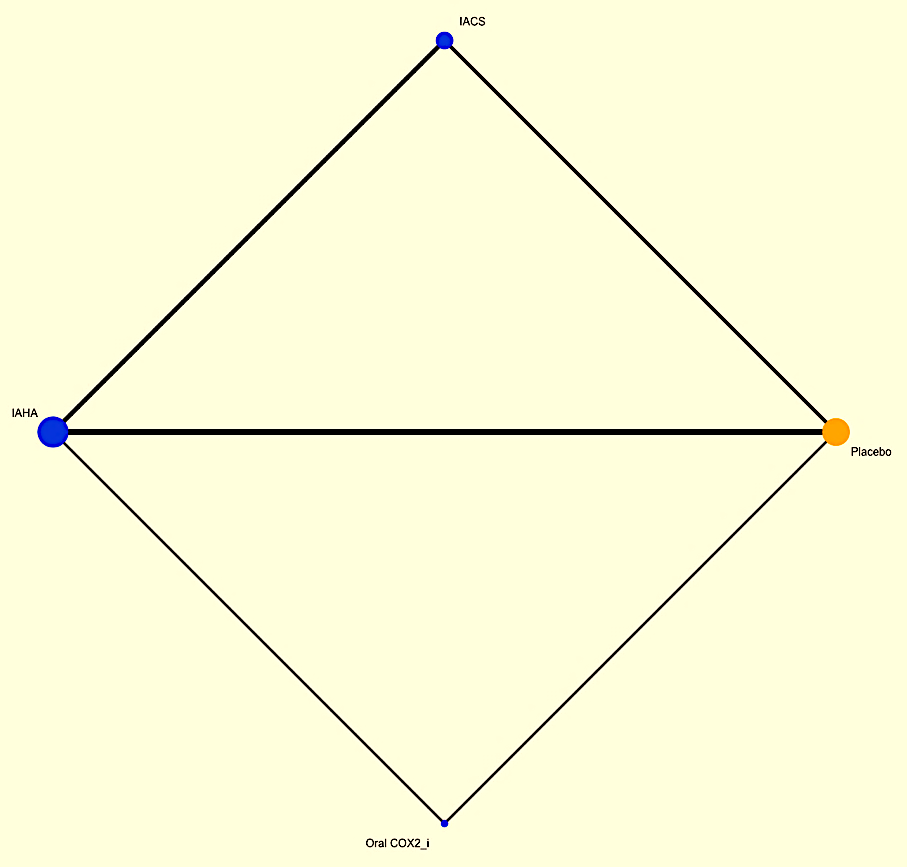 IACS
IAHA
Placebo
Oral COX2_i